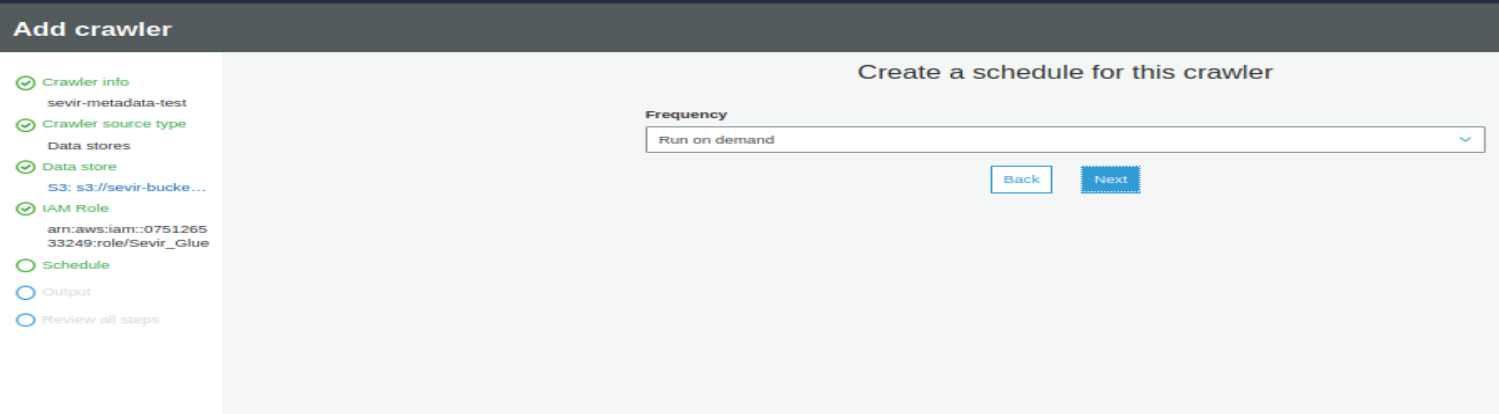 Add crawler
Crawler info
sevir-metadata-test
Crawler source type
Data stores
Data store
S3: s3://sevir-bucke...
IAM Role
arn:aws:iam::0751265
33249:role/Sevir_Glue
Schedule
Output
Review all steps
Create a schedule for this crawler
Frequency
Run on demand
Back
Next